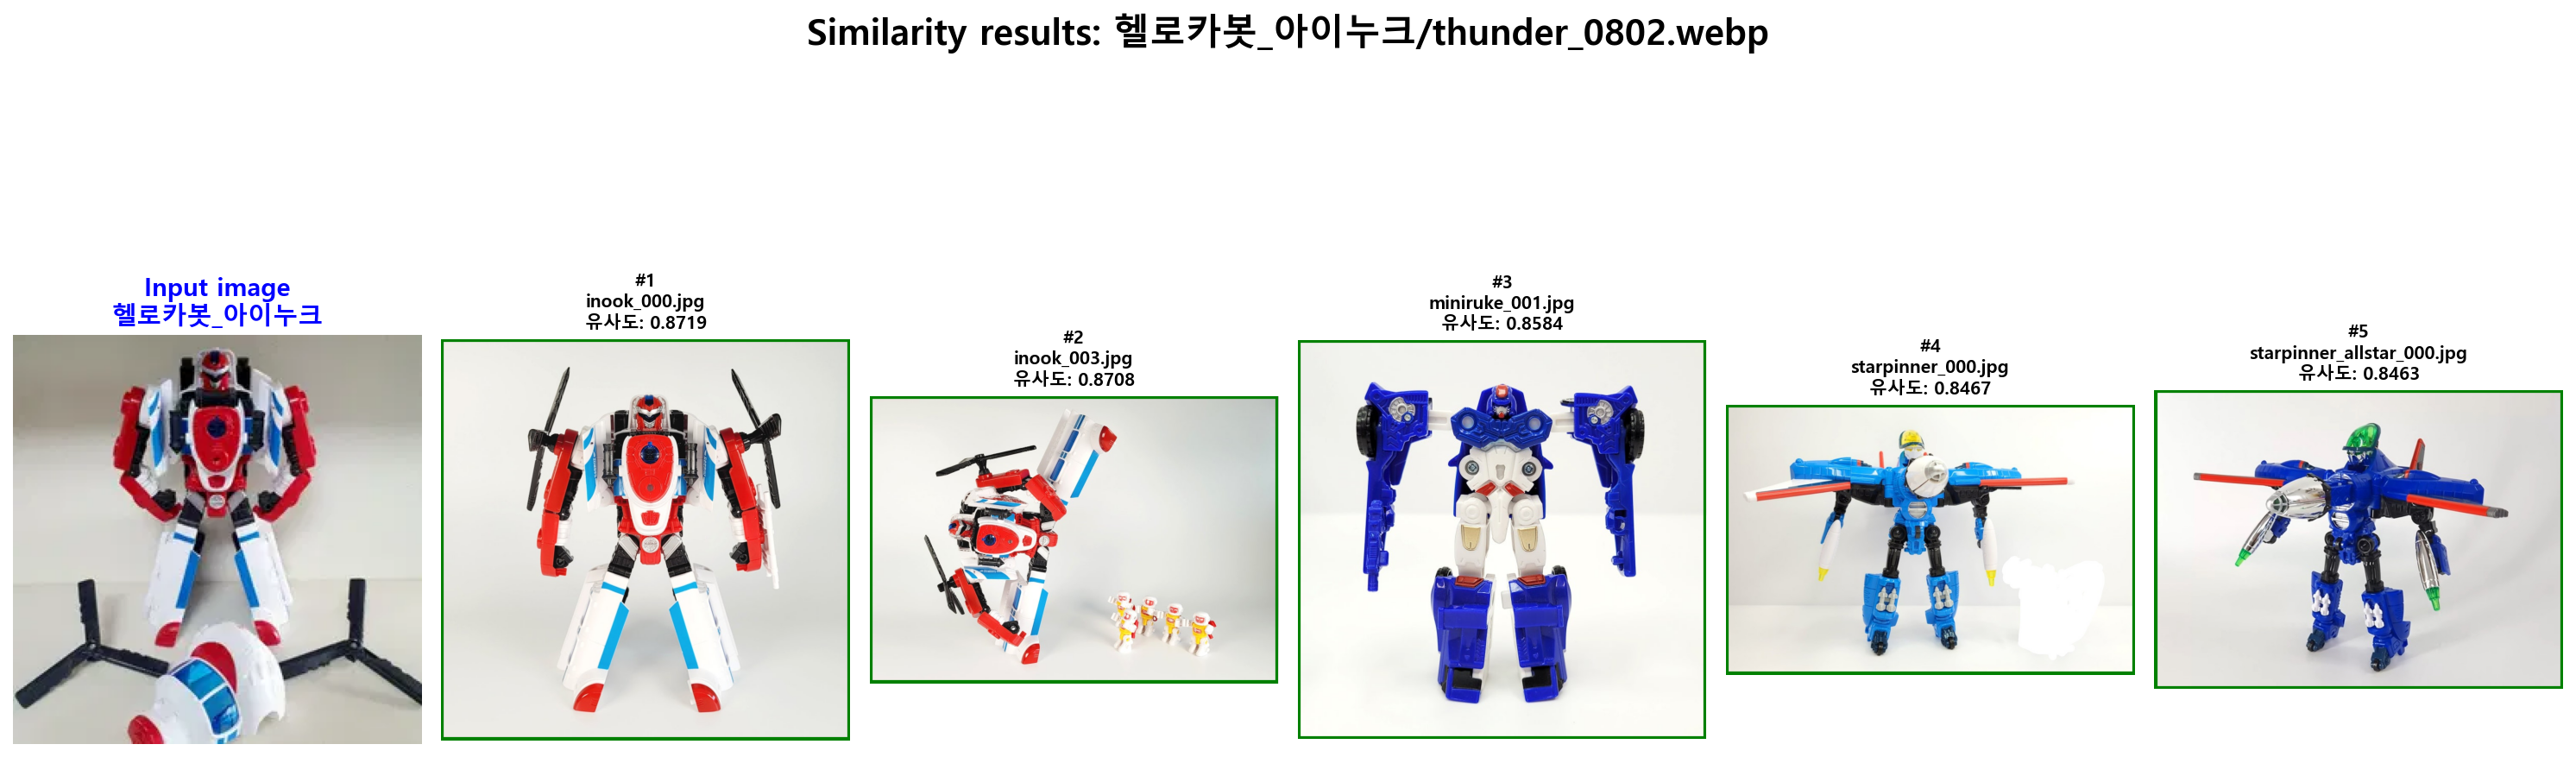 Similarity results: 헬로카봇_아이누크/thunder_0802.webp
Input image
헬로카봇_아이누크
#1
inook_000.jpg
유사도: 0.8719
#2
inook_003.jpg
유사도: 0.8708
#3
miniruke_001.jpg
유사도: 0.8584
#4
starpinner_000.jpg
유사도: 0.8467
#5
starpinner_allstar_000.jpg
유사도: 0.8463